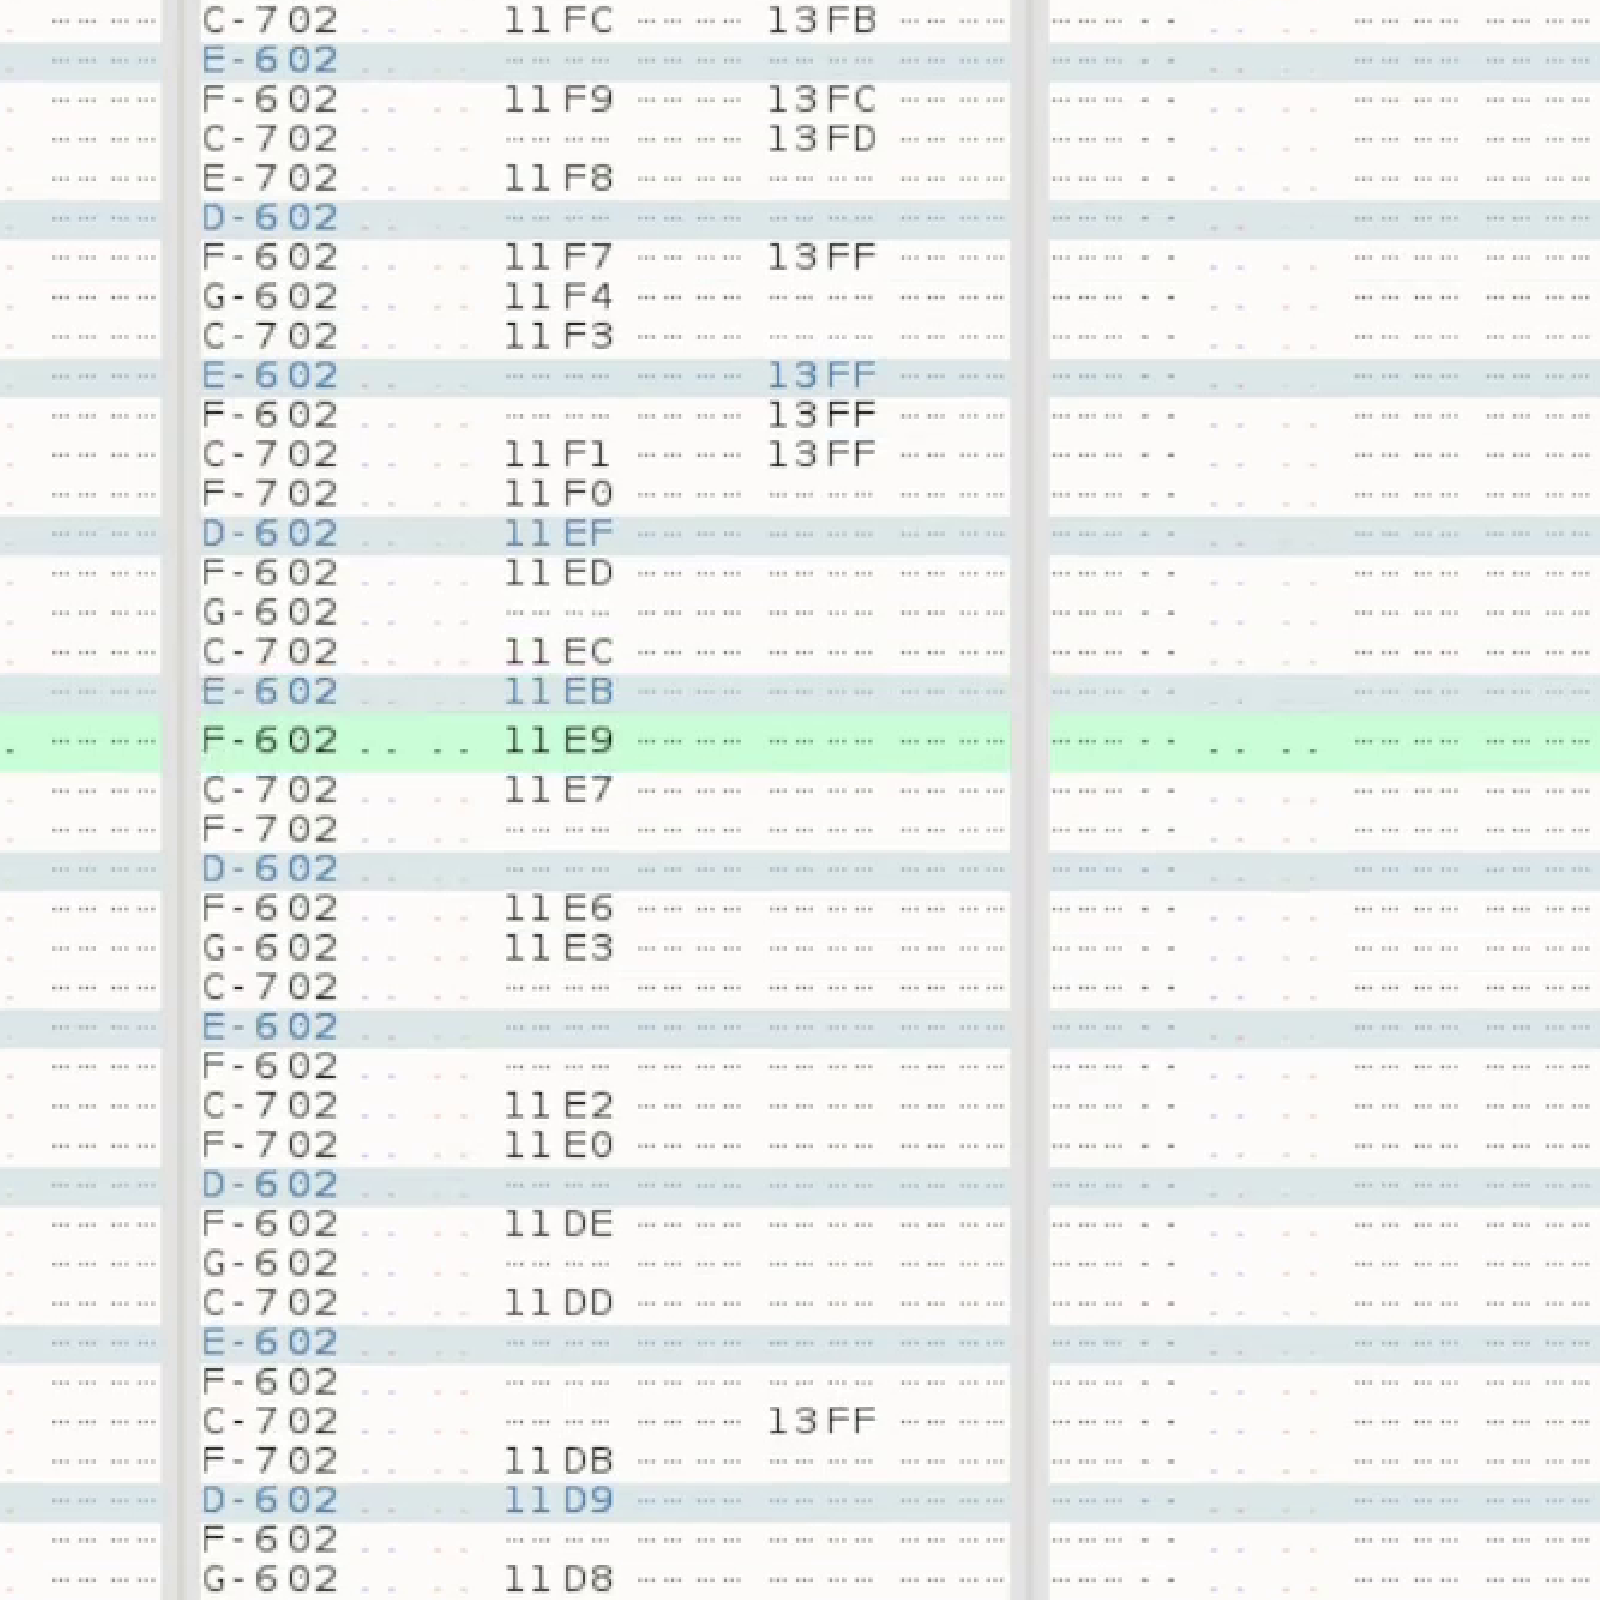 C-702 .. .. 11FC ---- 13FB ----
E-602 .. .. ---- ---- ---- ----
F-602 .. .. 11F9 ---- 13FC ----
C-702 .. .. ---- ---- 13FD ----
E-702 .. .. 11F8 ---- ---- ----
D-602 .. .. ---- ---- ---- ----
F-602 .. .. 11F7 ---- 13FF ----
G-602 .. .. 11F4 ---- ---- ----
C-702 .. .. 11F3 ---- ---- ----
E-602 .. .. ---- ---- 13FF ----
F-602 .. .. ---- ---- 13FF ----
C-702 .. .. 11F1 ---- 13FF ----
F-702 .. .. 11F0 ---- ---- ----
D-602 .. .. 11EF ---- ---- ----
F-602 .. .. 11ED ---- ---- ----
G-602 .. .. ---- ---- ---- ----
C-702 .. .. 11EC ---- ---- ----
E-602 .. .. 11EB ---- ---- ----
F-602 .. .. 11E9 ---- ---- ----
C-702 .. .. 11E7 ---- ---- ----
F-702 .. .. ---- ---- ---- ----
D-602 .. .. ---- ---- ---- ----
F-602 .. .. 11E6 ---- ---- ----
G-602 .. .. 11E3 ---- ---- ----
C-702 .. .. ---- ---- ---- ----
E-602 .. .. ---- ---- ---- ----
F-602 .. .. ---- ---- ---- ----
C-702 .. .. 11E2 ---- ---- ----
F-702 .. .. 11E0 ---- ---- ----
D-602 .. .. ---- ---- ---- ----
F-602 .. .. 11DE ---- ---- ----
G-602 .. .. ---- ---- ---- ----
C-702 .. .. 11DD ---- ---- ----
E-602 .. .. ---- ---- ---- ----
F-602 .. .. ---- ---- ---- ----
C-702 .. .. ---- ---- 13FF ----
F-702 .. .. 11DB ---- ---- ----
D-602 .. .. 11D9 ---- ---- ----
F-602 .. .. ---- ---- ---- ----
G-602 .. .. 11D8 ---- ---- ----